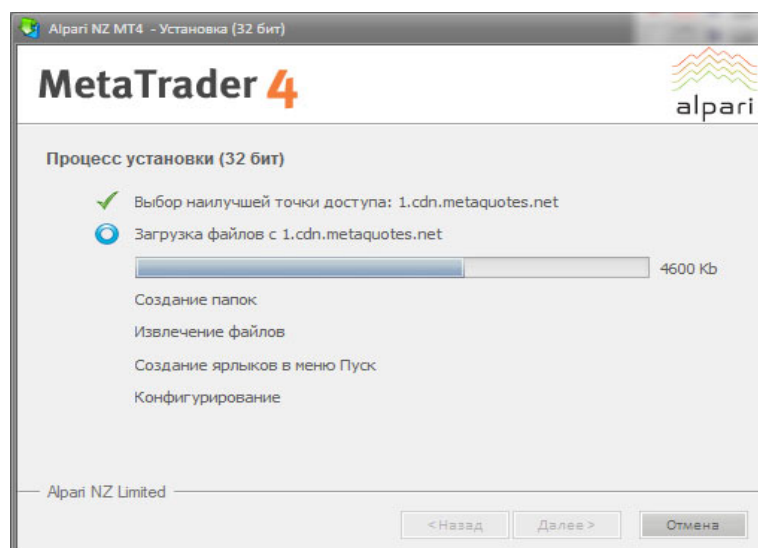 Alpari NZ MT4 - Установка (32 бит)
MetaTrader 4
alpari
Процесс установки (32 бит)
Выбор наилучшей точки доступа: 1.cdn.metaquotes.net
Загрузка файлов с 1.cdn.metaquotes.net
4600 Kb
Создание папок
Извлечение файлов
Создание ярлыков в меню Пуск
Конфигурирование
Alpari NZ Limited
<Назад Далее> Отмена